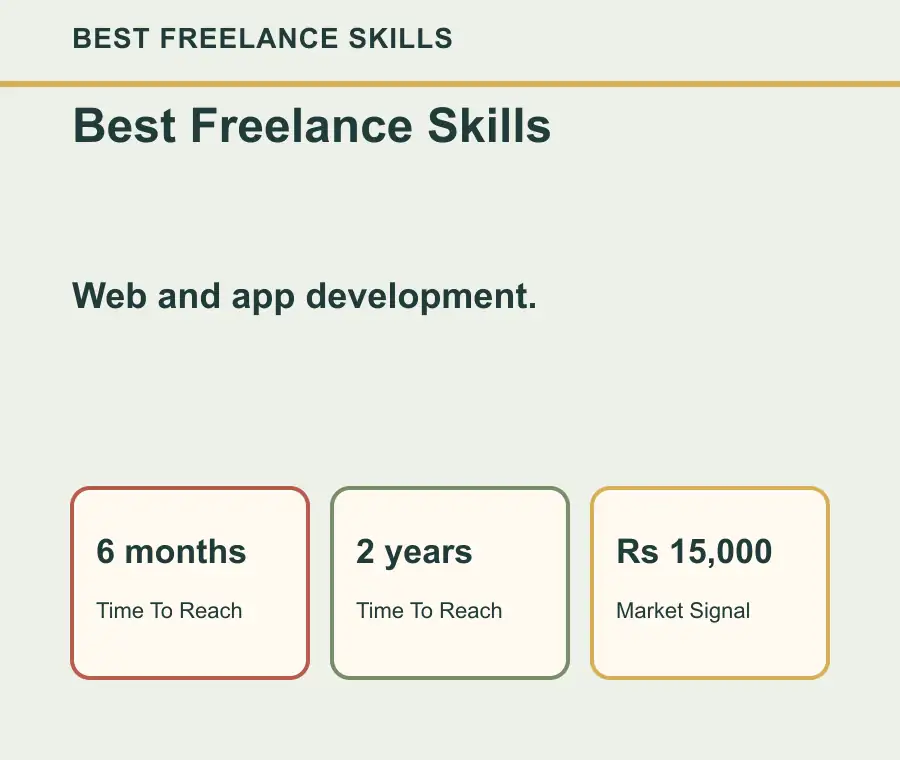 BEST FREELANCE SKILLS
Best Freelance Skills
Web and app development.
6 months
Time To Reach
2 years
Time To Reach
Rs 15,000
Market Signal